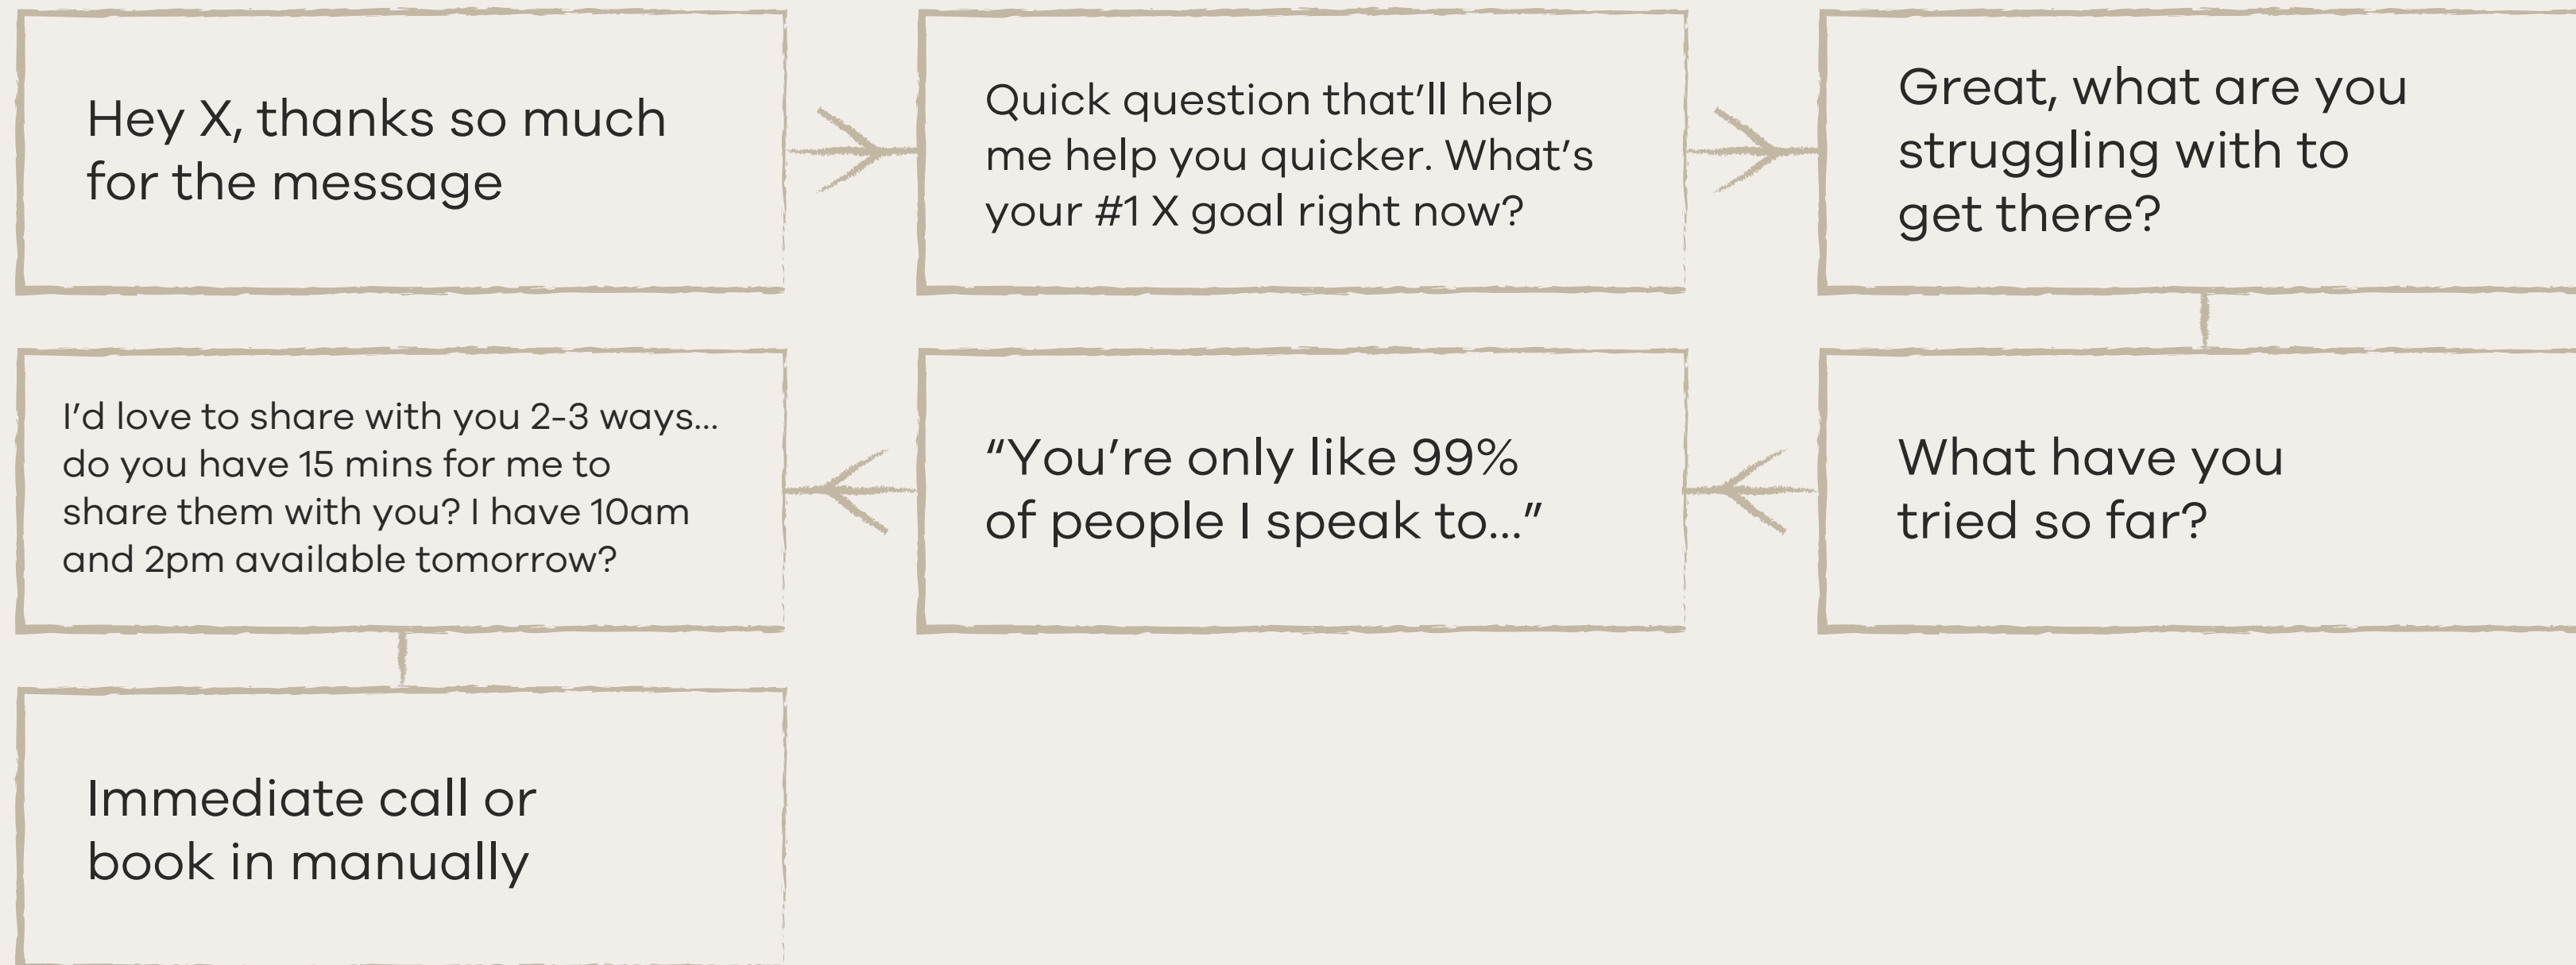 Hey X, thanks so much
for the message
Quick question that’ll help
me help you quicker. What’s
your #1 X goal right now?
Great, what are you
struggling with to
get there?
What have you
tried so far?
“You’re only like 99%
of people I speak to...”
I’d love to share with you 2-3 ways...
do you have 15 mins for me to
share them with you? I have 10am
and 2pm available tomorrow?
Immediate call or
book in manually